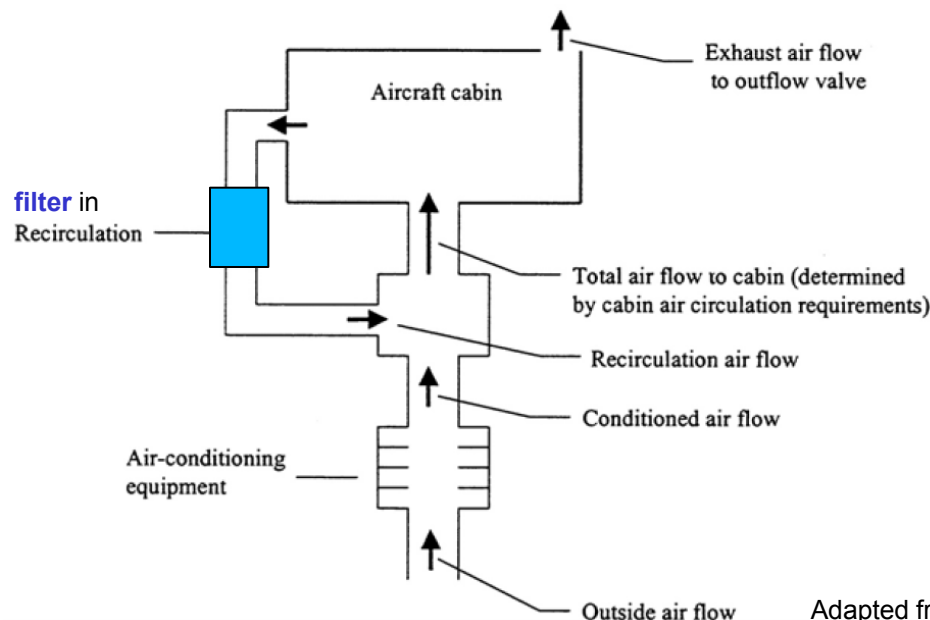 Exhaust air flow
to outflow valve
Aircraft cabin
filter in
Recirculation
Total air flow to cabin (determined
by cabin air circulation requirements)
Recirculation air flow
Conditioned air flow
Air-conditioning
equipment
Outside air flow
Adapted